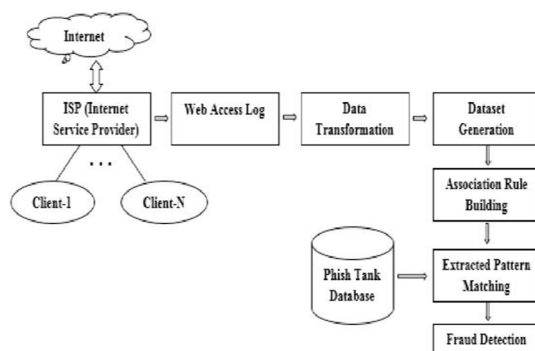 Internet
ISP (Internet
Service Provider)
Web Access Log
Data
Transformation
Dataset
Generation
...
Client-1
Client-N
Association Rule
Building
Phish Tank
Database
Extracted Pattern
Matching
Fraud Detection